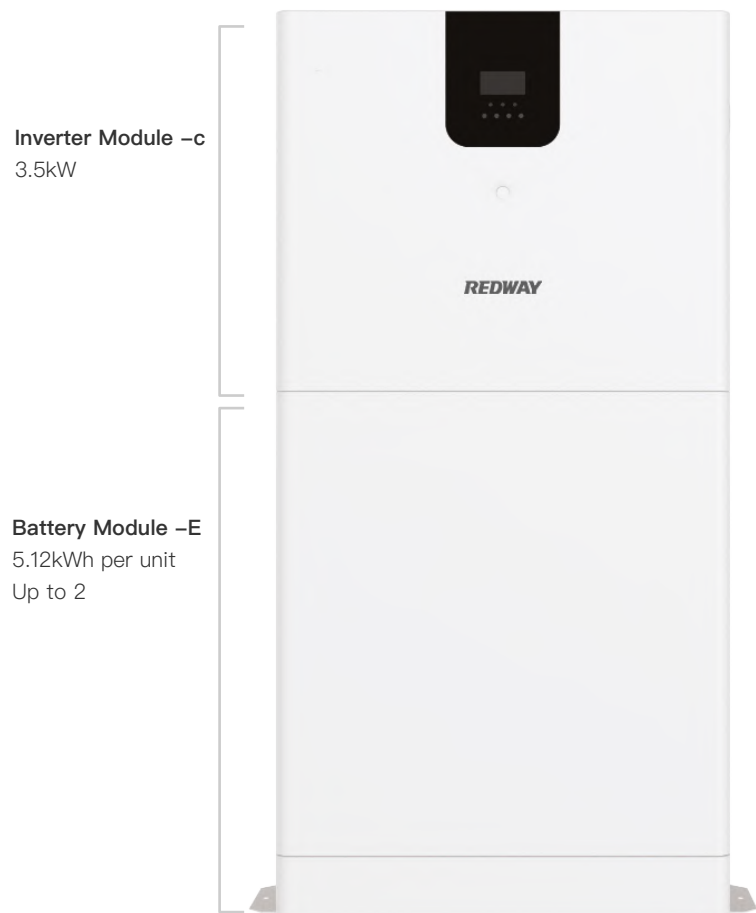 Inverter Module –c
3.5kW
REDWAY
Battery Module –E
5.12kWh per unit
Up to 2